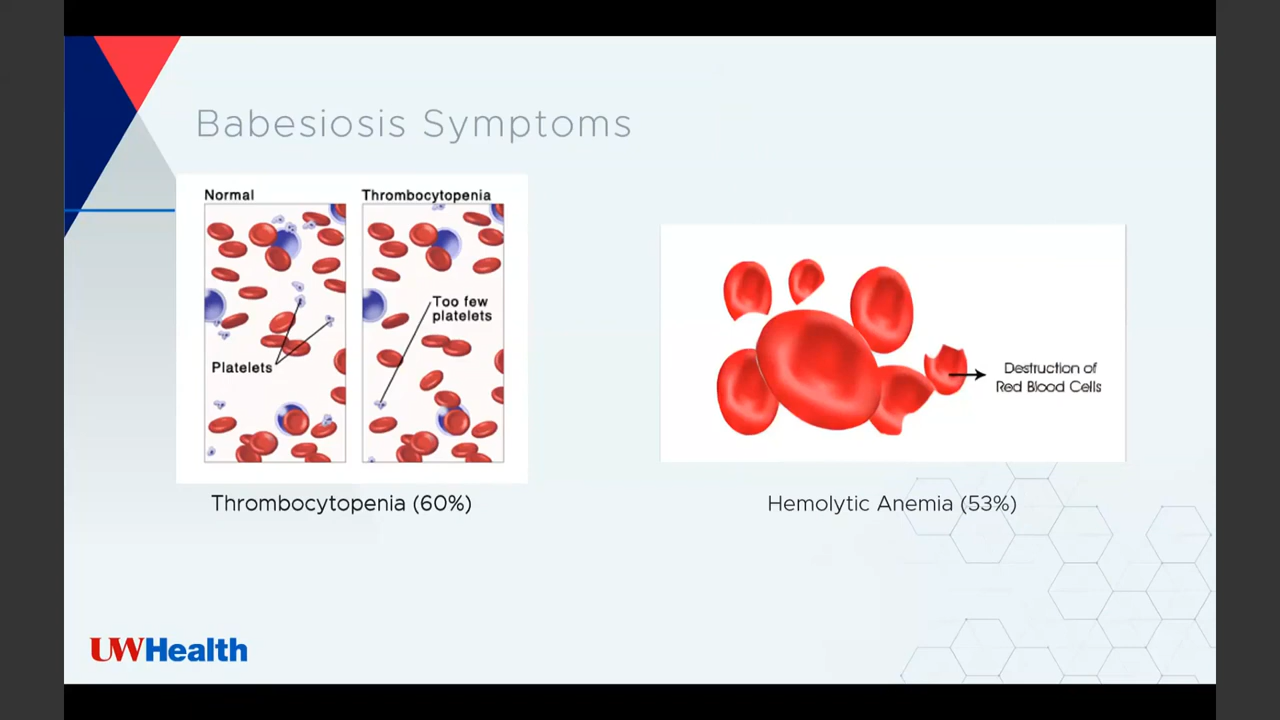 Babesiosis Symptoms
Normal
Thrombocytopenia
Platelets
Too few
platelets
Thrombocytopenia (60%)
Destruction of
Red Blood Cells
Hemolytic Anemia (53%)
UWHealth